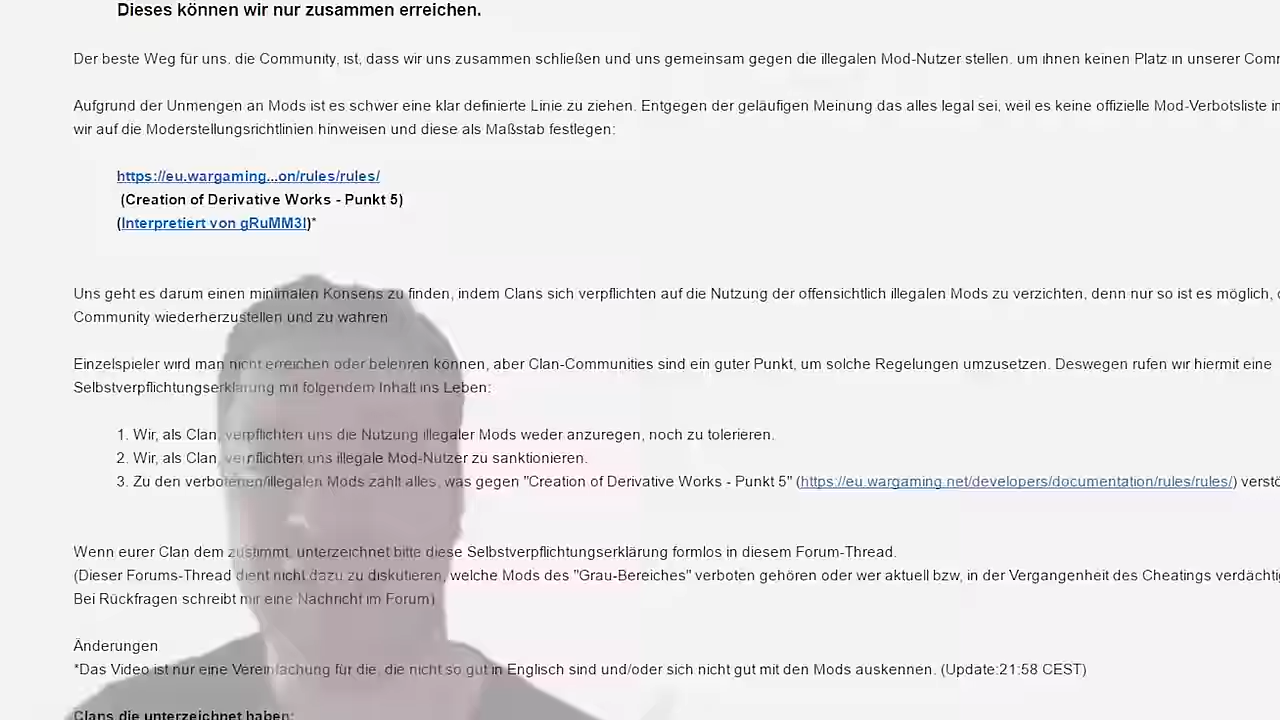 Dieses können wir nur zusammen erreichen.
Der beste Weg für uns. die Community, ist, dass wir uns zusammen schließen und uns gemeinsam gegen die illegalen Mod-Nutzer stellen. um ihnen keinen Platz in unserer
Aufgrund der Unmengen an Mods ist es schwer eine klar definierte Linie zu ziehen. Entgegen der geläufigen Meinung das alles legal sei, weil es keine offizielle Mod-Verbotsliste
wir auf die Moderstellungsrichtlinien hinweisen und diese als Maßstab festlegen:
https://eu.wargaming...on/rules/rules/
(Creation of Derivative Works - Punkt 5)
(Interpretiert von gRuMM3l)*
Uns geht es darum einen minimalen Konsens zu finden, indem Clans sich verpflichten auf die Nutzung der offensichtlich illegalen Mods zu verzichten, denn nur so ist es möglich,
Community wiederherzustellen und zu wahren
Einzelspieler wird man nicht erreichen oder belehren können, aber Clan-Communities sind ein guter Punkt, um solche Regelungen umzusetzen. Deswegen rufen wir hiermit eine
Selbstverpflichtungserklärung mit folgendem Inhalt ins Leben:
1. Wir, als Clan, verpflichten uns die Nutzung illegaler Mods weder anzuregen, noch zu tolerieren.
2. Wir, als Clan, verpflichten uns illegale Mod-Nutzer zu sanktionieren.
3. Zu den verbotenen/illegalen Mods zählt alles, was gegen "Creation of Derivative Works - Punkt 5" (https://eu.wargaming.net/developers/documentation/rules/rules/)
Wenn eurer Clan dem zustimmt, unterzeichnet bitte diese Selbstverpflichtungserklärung formlos in diesem Forum-Thread.
(Dieser Forums-Thread dient nicht dazu zu diskutieren, welche Mods des "Grau-Bereiches" verboten gehören oder wer aktuell bzw, in der Vergangenheit des Cheatings
Bei Rückfragen schreibt mir eine Nachricht im Forum)
Änderungen
*Das Video ist nur eine Vereinfachung für die, die nicht so gut in Englisch sind und/oder sich nicht gut mit den Mods auskennen. (Update:21:58 CEST)
Clans die unterzeichnet haben: